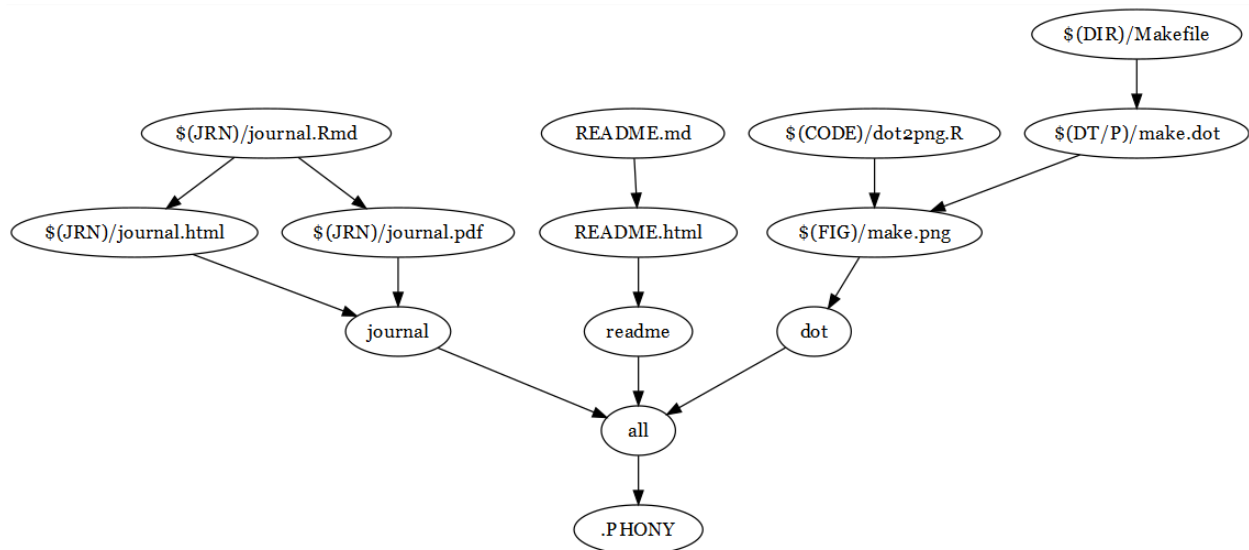 $(DIR)/Makefile
$(JRN)/journal.Rmd
README.md
$(CODE)/dot2png.R
$(DT/P)/make.dot
$(JRN)/journal.html
$(JRN)/journal.pdf
README.html
$(FIG)/make.png
journal
readme
dot
all
.PHONY